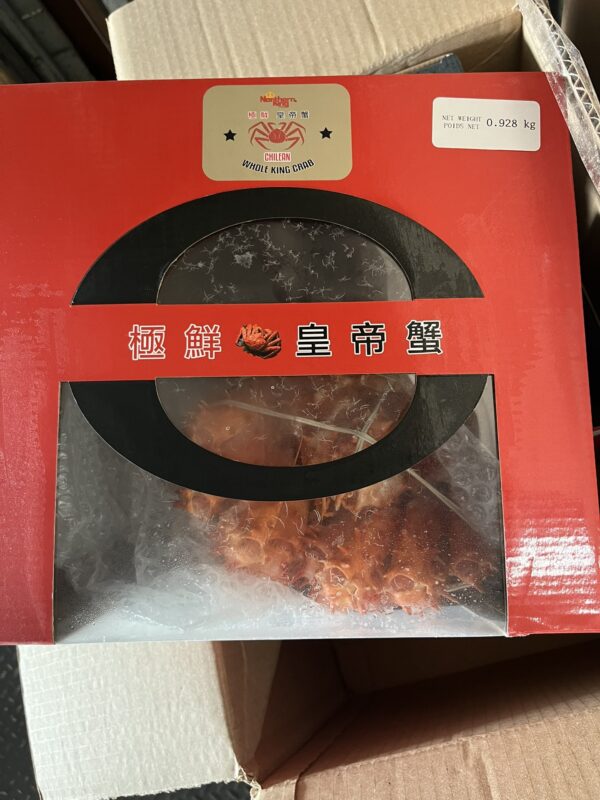 Northern King
極鮮 皇帝蟹
CHILEAN
WHOLE KING CRAB
NET WEIGHT
POIDS NET 0.928 kg
極鮮 皇帝蟹